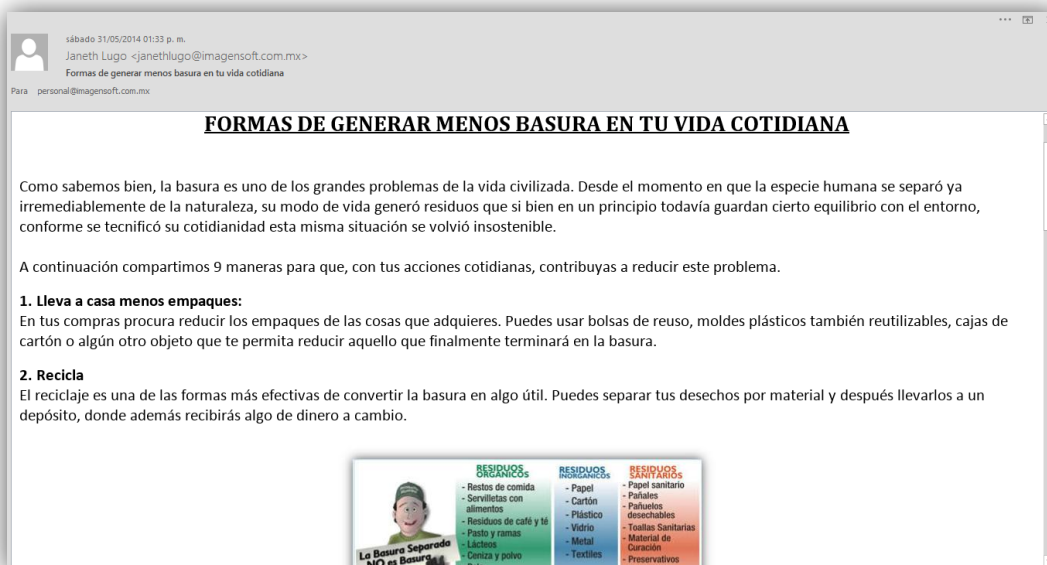 sábado 31/05/2014 01:33 p. m.
Janeth Lugo <janethlugo@imagensoft.com.mx>
Formas de generar menos basura en tu vida cotidiana
Para personal@imagensoft.com.mx
FORMAS DE GENERAR MENOS BASURA EN TU VIDA COTIDIANA
Como sabemos bien, la basura es uno de los grandes problemas de la vida civilizada. Desde el momento en que la especie humana se separó ya
irremediablemente de la naturaleza, su modo de vida generó residuos que si bien en un principio todavía guardan cierto equilibrio con el entorno,
conforme se tecnificó su cotidianidad esta misma situación se volvió insostenible.
A continuación compartimos 9 maneras para que, con tus acciones cotidianas, contribuyas a reducir este problema.
1. Lleva a casa menos empaques:
En tus compras procura reducir los empaques de las cosas que adquieres. Puedes usar bolsas de reuso, moldes plásticos también reutilizables, cajas de
cartón o algún otro objeto que te permita reducir aquello que finalmente terminará en la basura.
2. Recicla
El reciclaje es una de las formas más efectivas de convertir la basura en algo útil. Puedes separar tus desechos por material y después llevarlos a un
depósito, donde además recibirás algo de dinero a cambio.
La Basura Separada
NO es Basura
RESIDUOS
ORGÁNICOS
- Restos de comida
- Servilletas con
alimentos
- Residuos de café y té
- Pasto y ramas
- Lácteos
- Ceniza y polvo
RESIDUOS
INORGÁNICOS
- Papel
- Cartón
- Plástico
- Vidrio
- Metal
- Textiles
RESIDUOS
SANITARIOS
- Papel sanitario
- Pañales
- Pañuelos
desechables
- Toallas Sanitarias
- Material de
Curación
- Preservativos